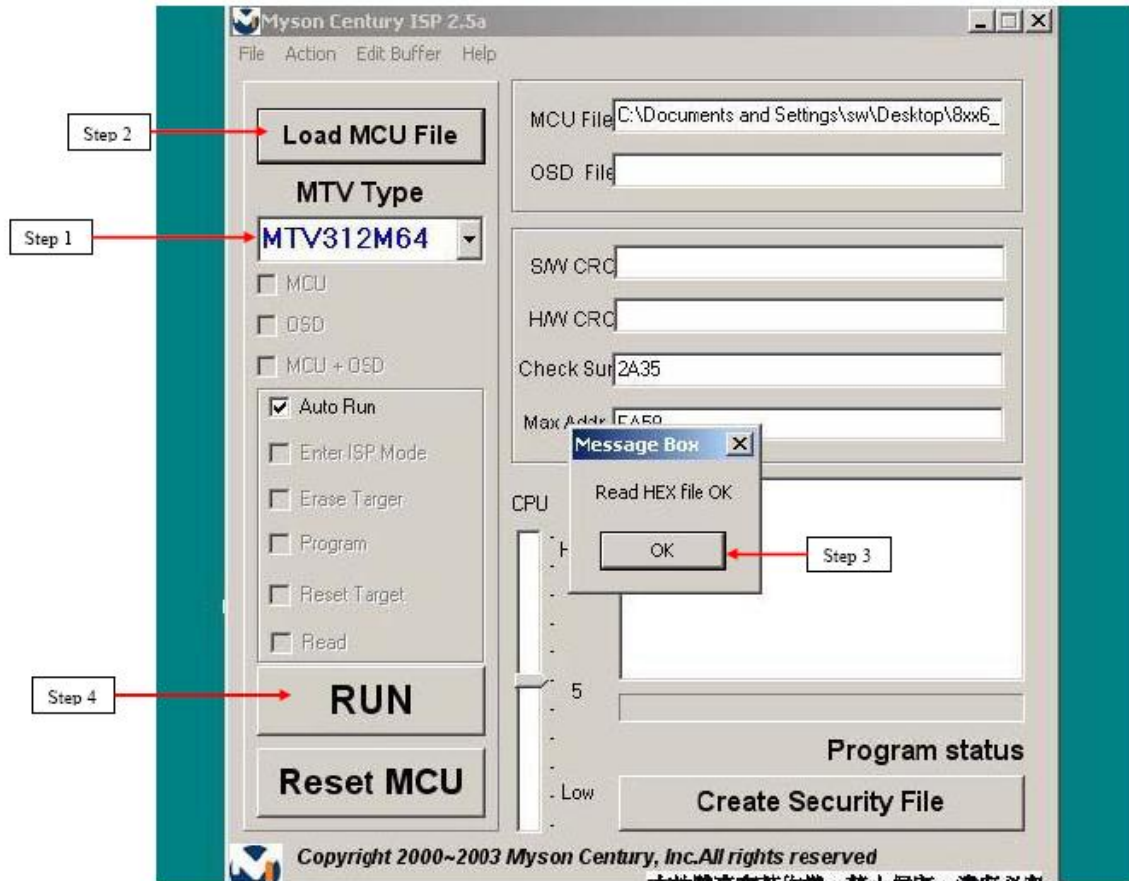 Myson Century ISP 2.5a
File Action Edit Buffer Help
Step 2
Load MCU File
MTV Type
Step 1
MTV312M64
MCU
OSD
MCU + OSD
Auto Run
Enter ISP Mode
Erase Targer
Program
Reset Target
Read
Step 4
RUN
Reset MCU
MCU File C:\Documents and Settings\sw\Desktop\8xx6_
OSD File
S/W CRC
H/W CRC
Check Sur 2A35
Max Addr
Message Box
Read HEX file OK
OK
Step 3
CPU
H
5
Low
Program status
Create Security File
Copyright 2000~2003 Myson Century, Inc.All rights reserved